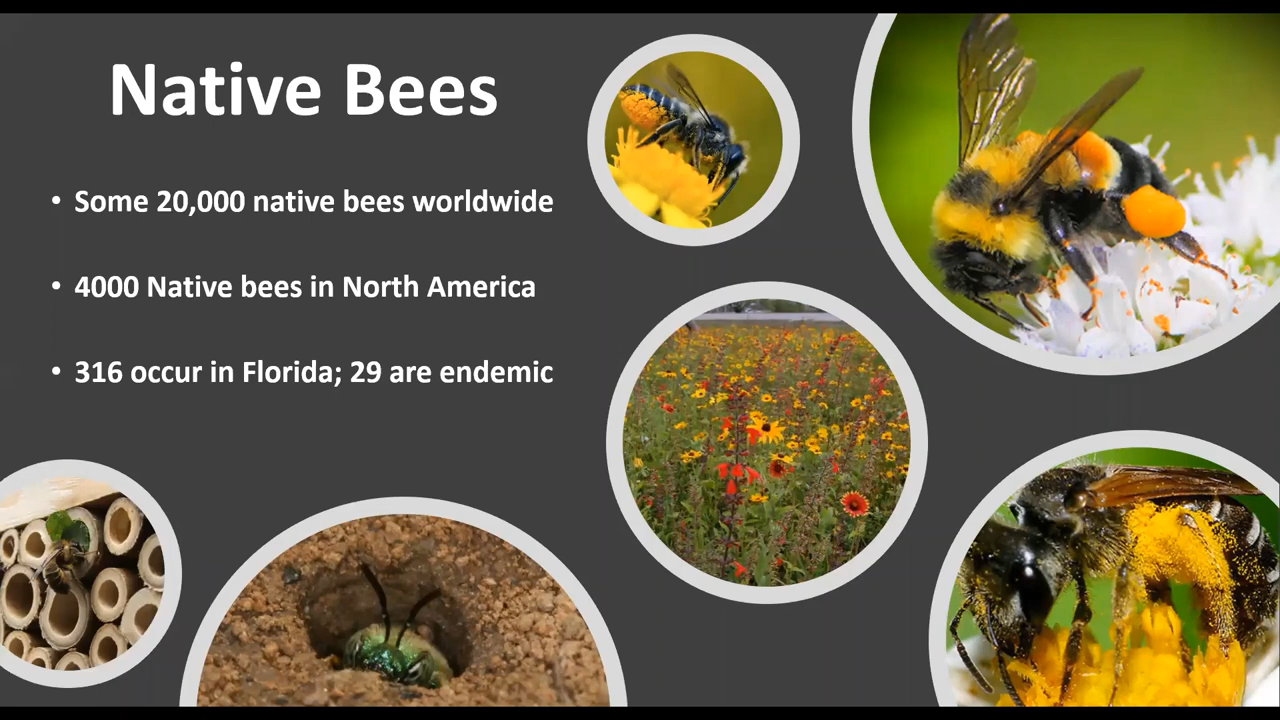 Native Bees
• Some 20,000 native bees worldwide
• 4000 Native bees in North America
• 316 occur in Florida; 29 are endemic